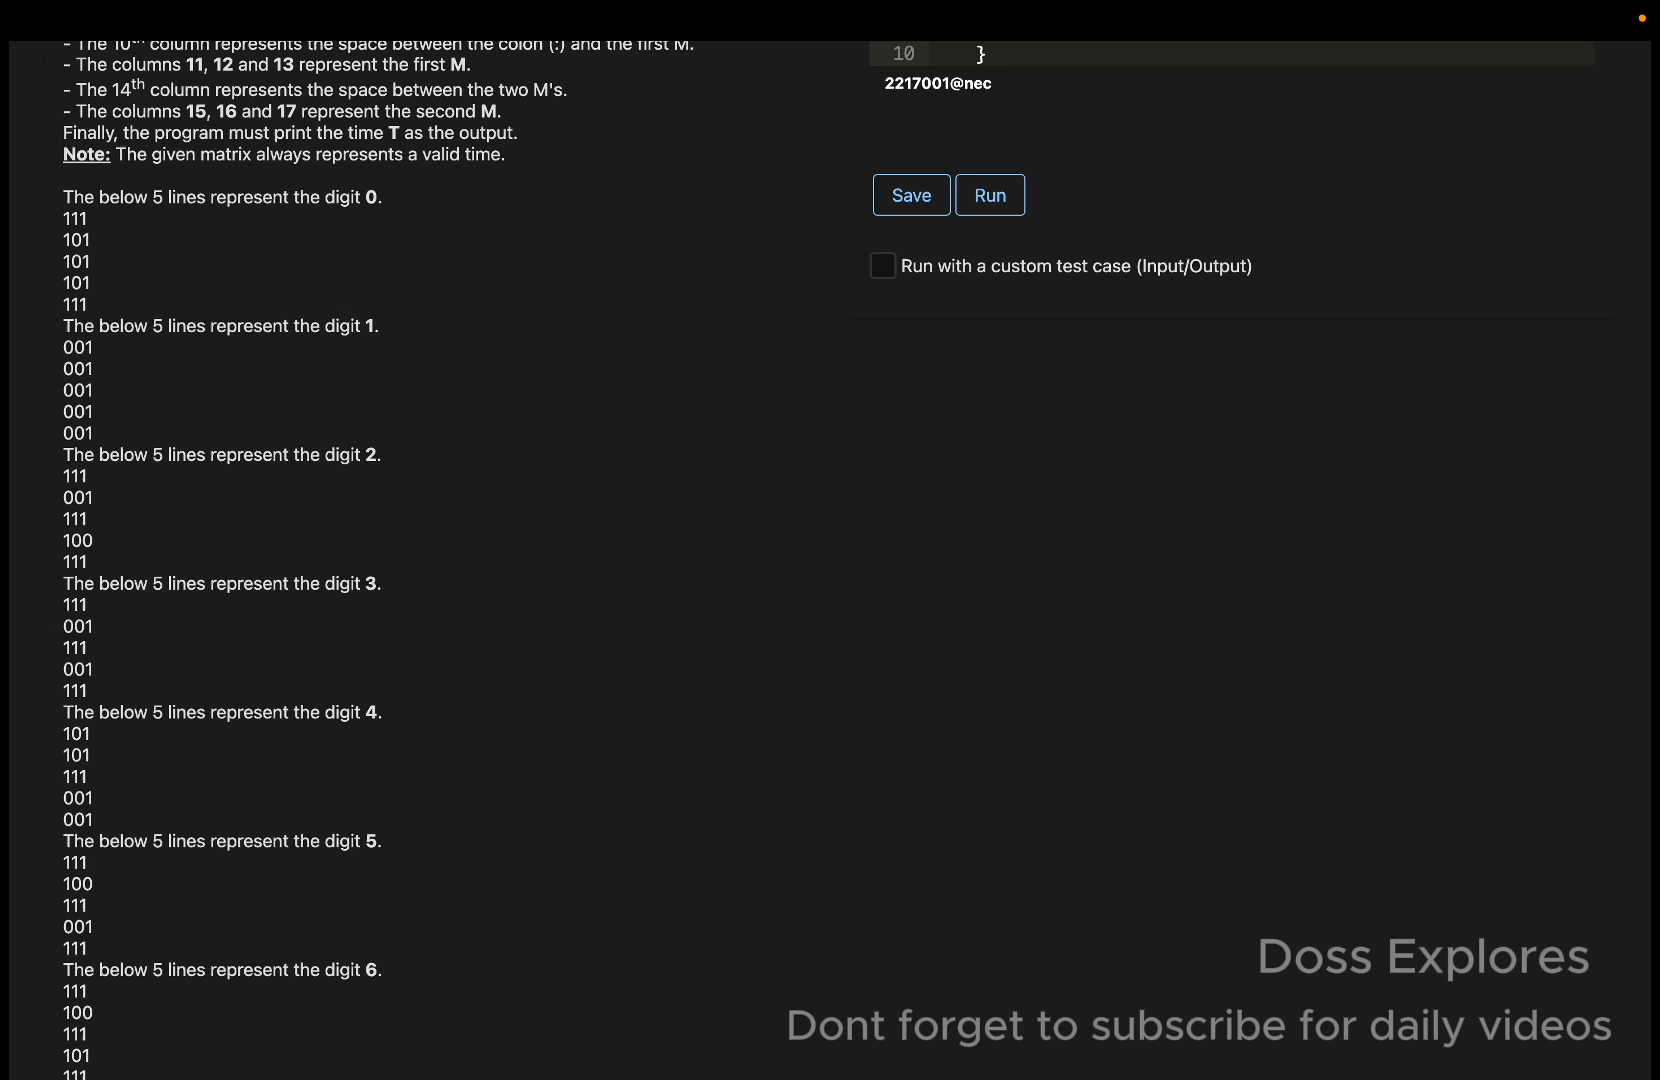 - The 10th column represents the space between the colon (:) and the first M.
- The columns 11, 12 and 13 represent the first M.
- The 14th column represents the space between the two M's.
- The columns 15, 16 and 17 represent the second M.
Finally, the program must print the time T as the output.
Note: The given matrix always represents a valid time.
The below 5 lines represent the digit 0.
111
101
101
101
111
The below 5 lines represent the digit 1.
001
001
001
001
001
The below 5 lines represent the digit 2.
111
001
111
100
111
The below 5 lines represent the digit 3.
111
001
111
001
111
The below 5 lines represent the digit 4.
101
101
111
001
001
The below 5 lines represent the digit 5.
111
100
111
001
111
The below 5 lines represent the digit 6.
111
100
111
101
111
10 }
2217001@nec
Save Run
Run with a custom test case (Input/Output)
Doss Explores
Dont forget to subscribe for daily videos